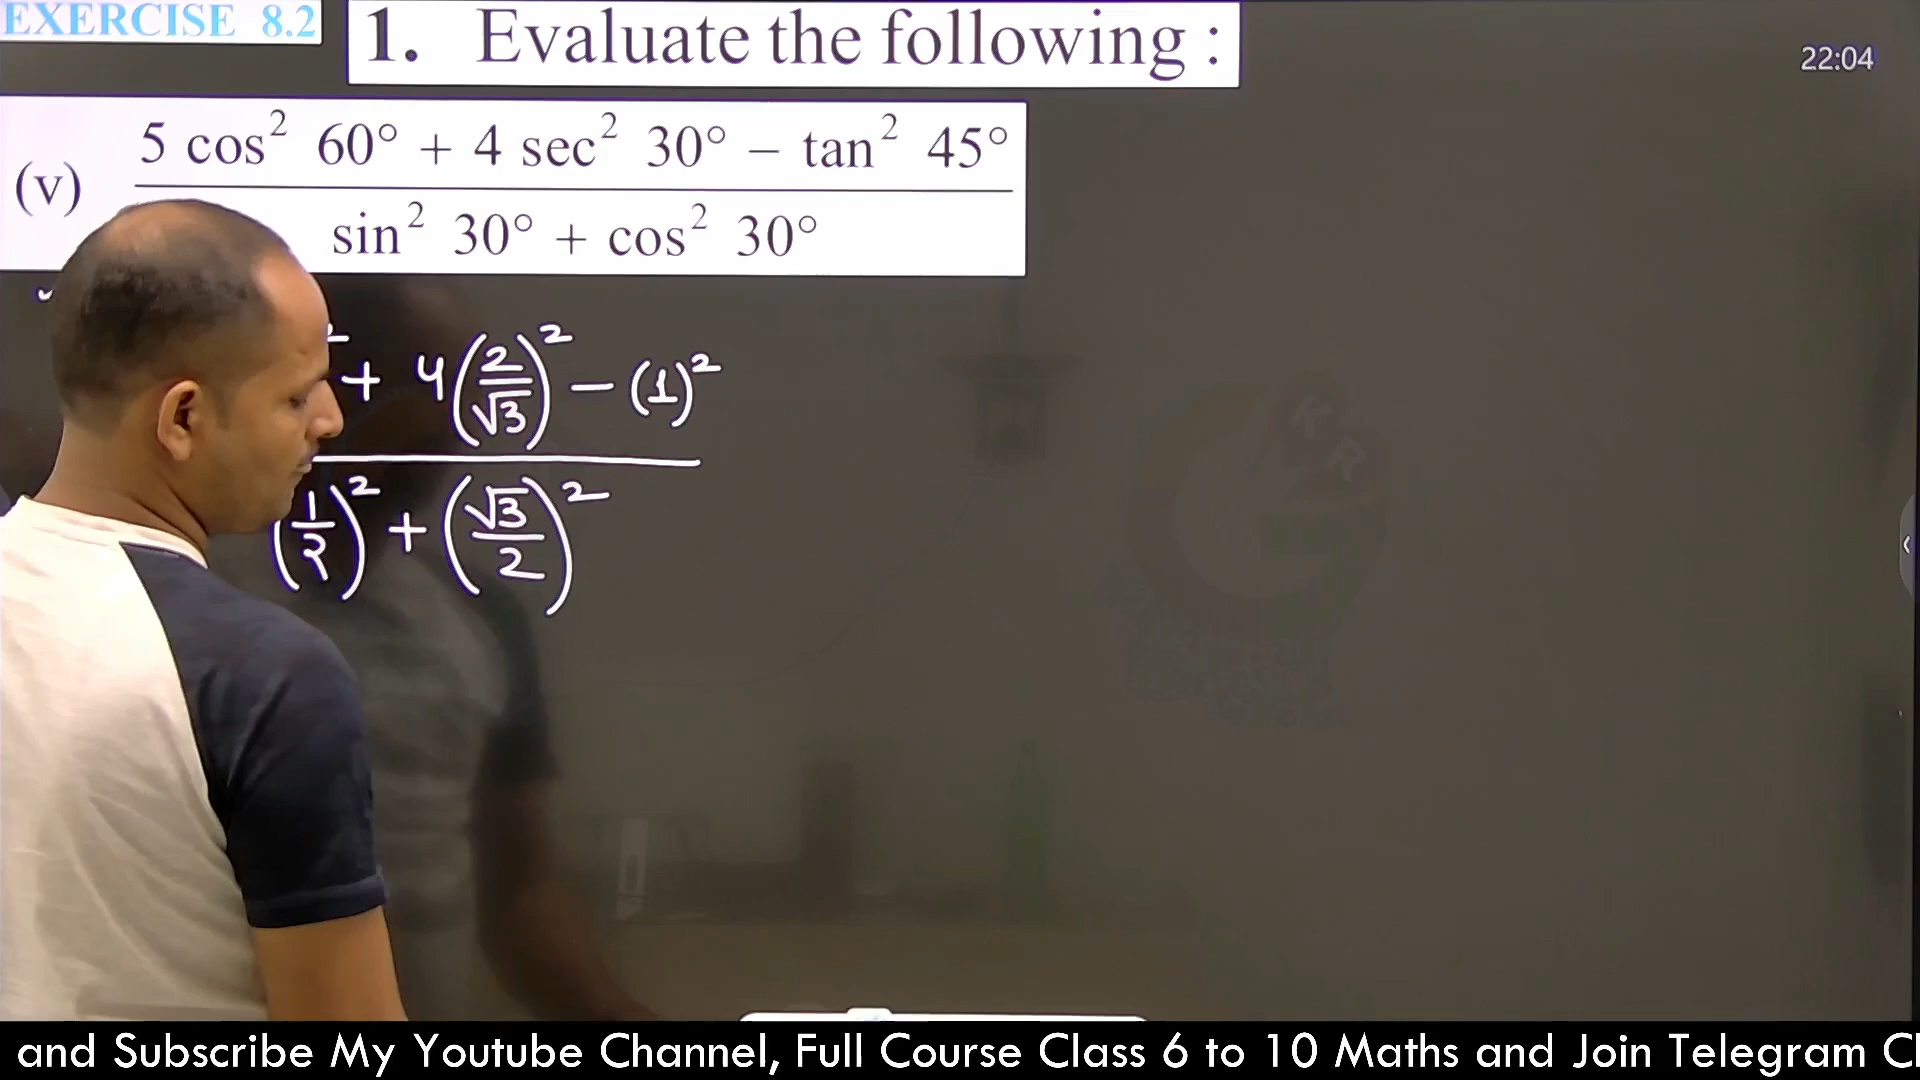 EXERCISE 8.2
1. Evaluate the following :
22:04
(v) 5 cos² 60° + 4 sec² 30° − tan² 45°
sin² 30° + cos² 30°
² + 4(2/√3)² − (1)²
(1/2)² + (√3/2)²
K R
and Subscribe My Youtube Channel, Full Course Class 6 to 10 Maths and Join Telegram C